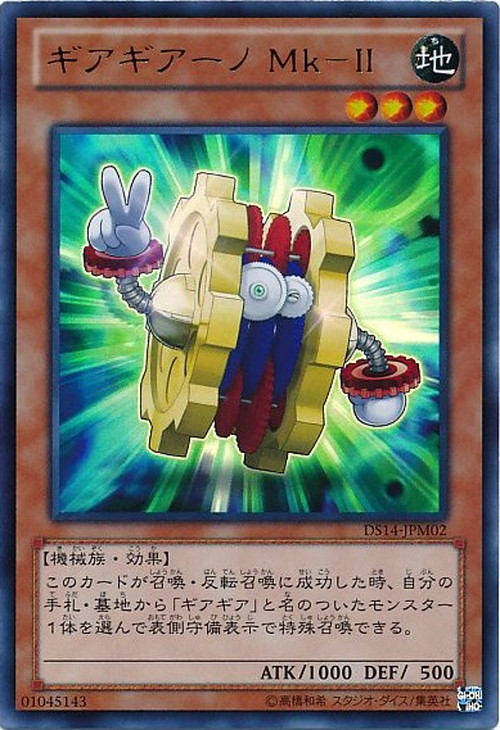 ギアギアーノ Mk－II
地
DS14-JPM02
【機械族・効果】
このカードが召喚・反転召喚に成功した時、自分の
手札・墓地から「ギアギア」と名のついたモンスター
1体を選んで表側守備表示で特殊召喚できる。
ATK/1000 DEF/ 500
01045143
©高橋和希 スタジオ・ダイス/集英社